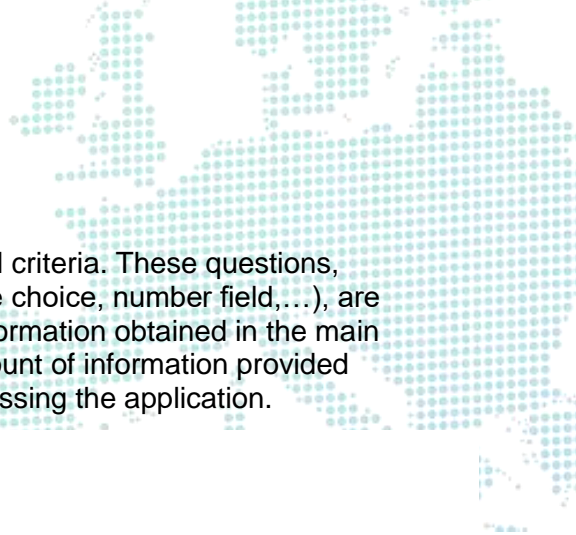 criteria. These questions,
choice, number field,…), are
ormation obtained in the main
ount of information provided
ssing the application.